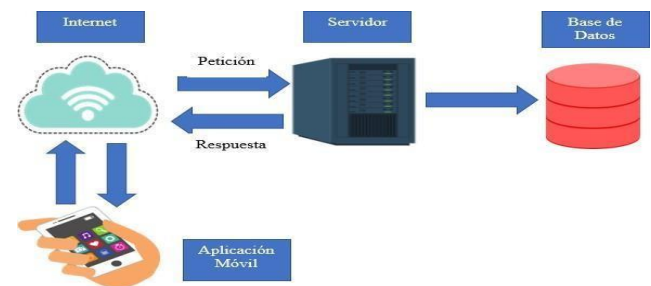 Internet
Servidor
Base de
Datos
Petición
Respuesta
Aplicación
Móvil